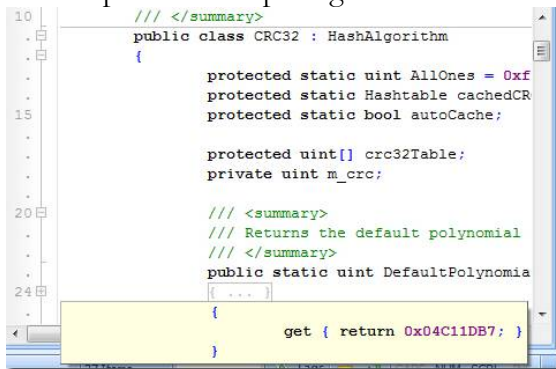 10 /// </summary>
public class CRC32 : HashAlgorithm
{
protected static uint AllOnes = 0xf
protected static Hashtable cachedCR
15 protected static bool autoCache;
protected uint[] crc32Table;
private uint m_crc;
20 /// <summary>
/// Returns the default polynomial
/// </summary>
public static uint DefaultPolynomia
24 { ... }
{
get { return 0x04C11DB7; }
}